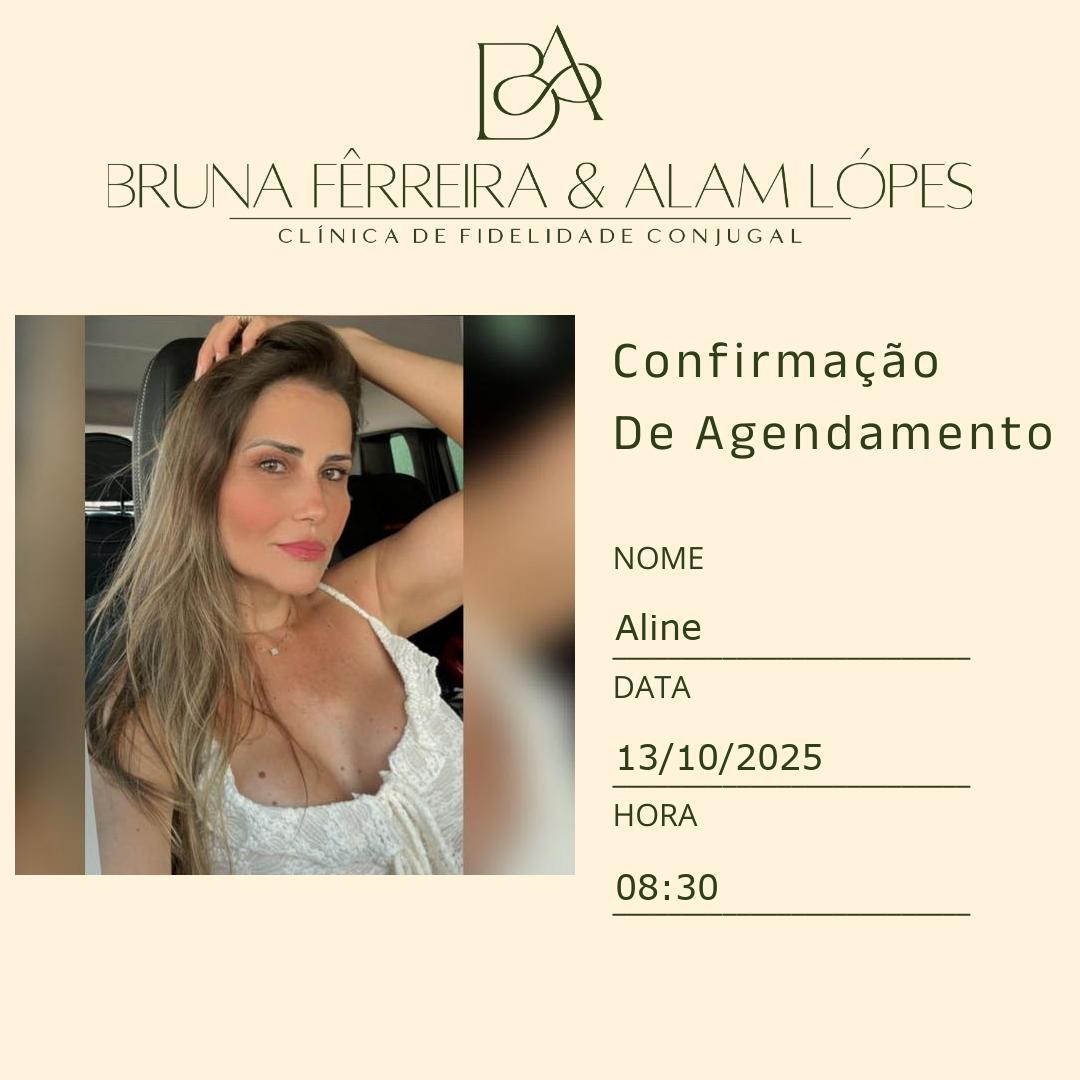 BA
BRUNA FÊRREIRA & ALAM LÓPES
CLÍNICA DE FIDELIDADE CONJUGAL
Confirmação
De Agendamento
NOME
Aline
DATA
13/10/2025
HORA
08:30